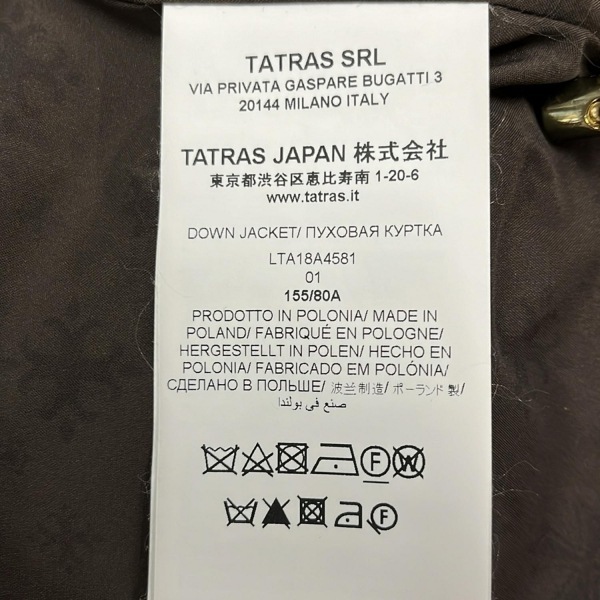 TATRAS SRL
VIA PRIVATA GASPARE BUGATTI 3
20144 MILANO ITALY
TATRAS JAPAN 株式会社
東京都渋谷区恵比寿南 1-20-6
www.tatras.it
DOWN JACKET/ ПУХОВАЯ КУРТКА
LTA18A4581
01
155/80A
PRODOTTO IN POLONIA/ MADE IN
POLAND/ FABRIQUÉ EN POLOGNE/
HERGESTELLT IN POLEN/ HECHO EN
POLONIA/ FABRICADO EM POLÓNIA/
СДЕЛАНО В ПОЛЬШЕ/ 波兰制造/ ポーランド製/
صنع في بولندا
F W
F